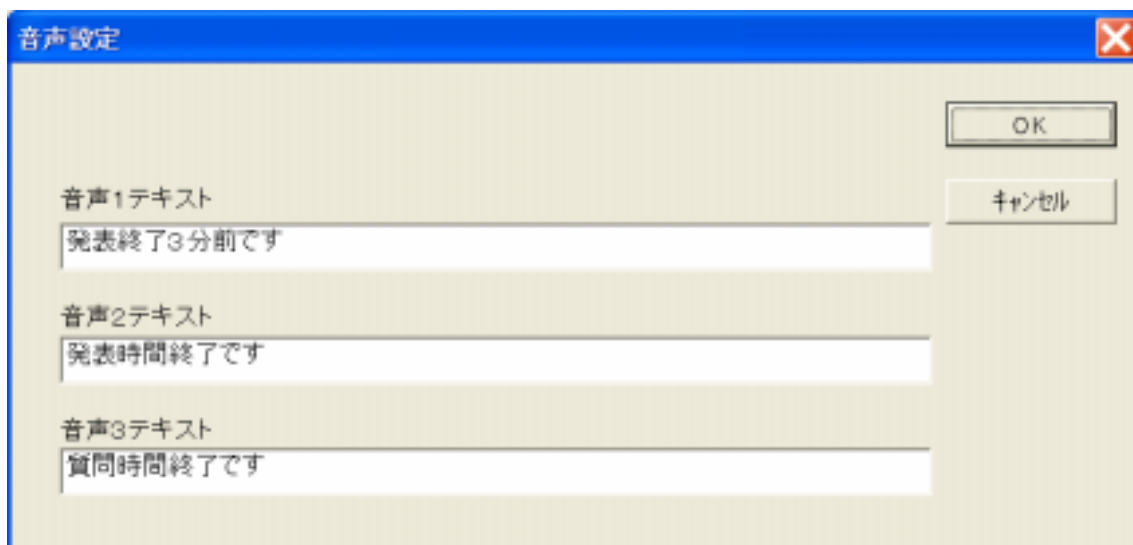 音声設定
OK
音声1テキスト
キャンセル
発表終了3分前です
音声2テキスト
発表時間終了です
音声3テキスト
質問時間終了です